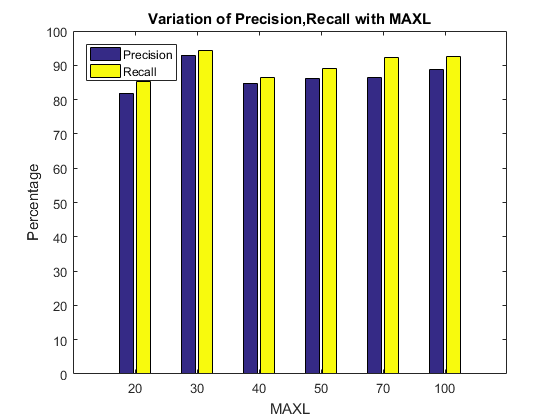 Variation of Precision,Recall with MAXL
100
90
80
70
60
50
40
30
20
10
0
Percentage
Precision
Recall
20 30 40 50 70 100
MAXL